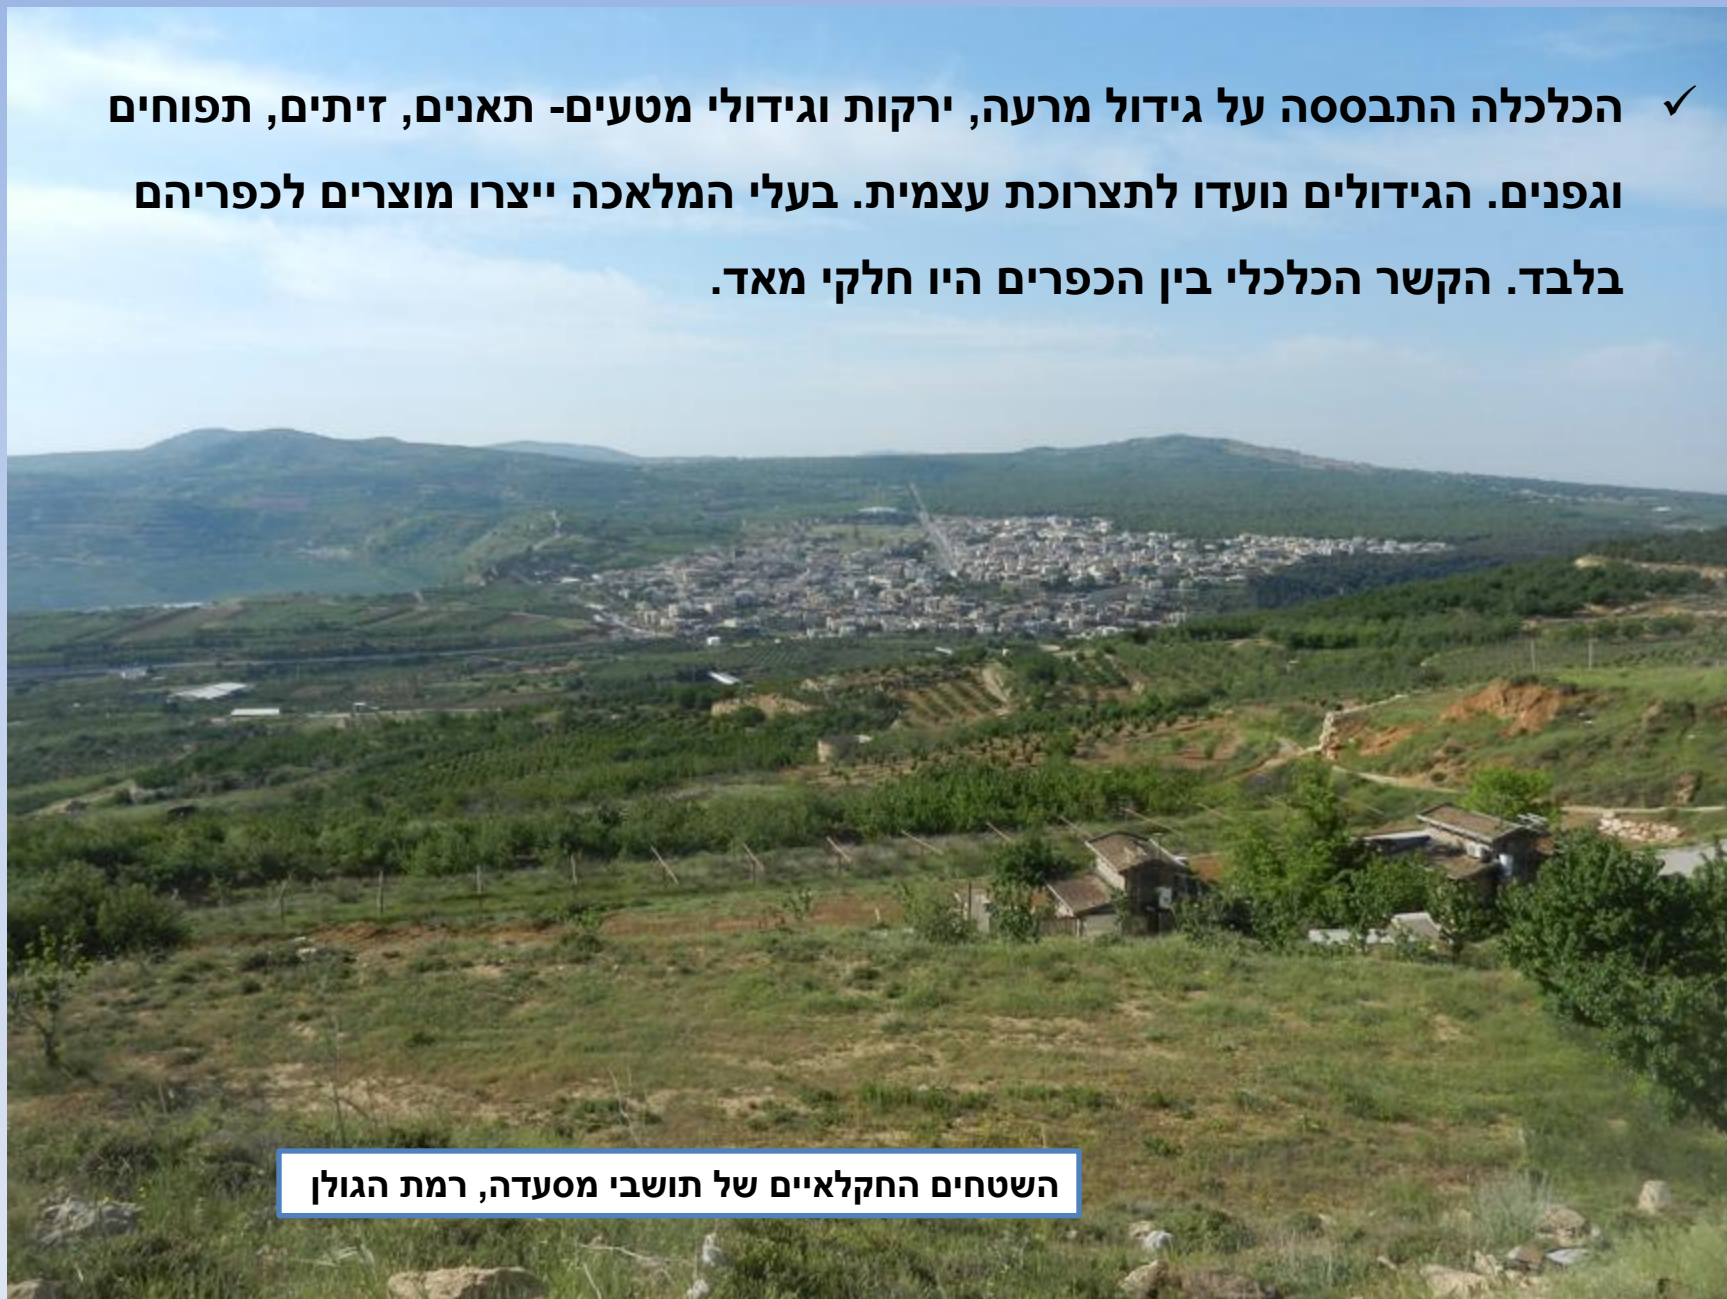 ✓ הכלכלה התבססה על גידול מרעה, ירקות וגידולי מטעים- תאנים, זיתים, תפוחים
וגפנים. הגידולים נועדו לתצרוכת עצמית. בעלי המלאכה ייצרו מוצרים לכפריהם
בלבד. הקשר הכלכלי בין הכפרים היו חלקי מאד.
השטחים החקלאיים של תושבי מסעדה, רמת הגולן